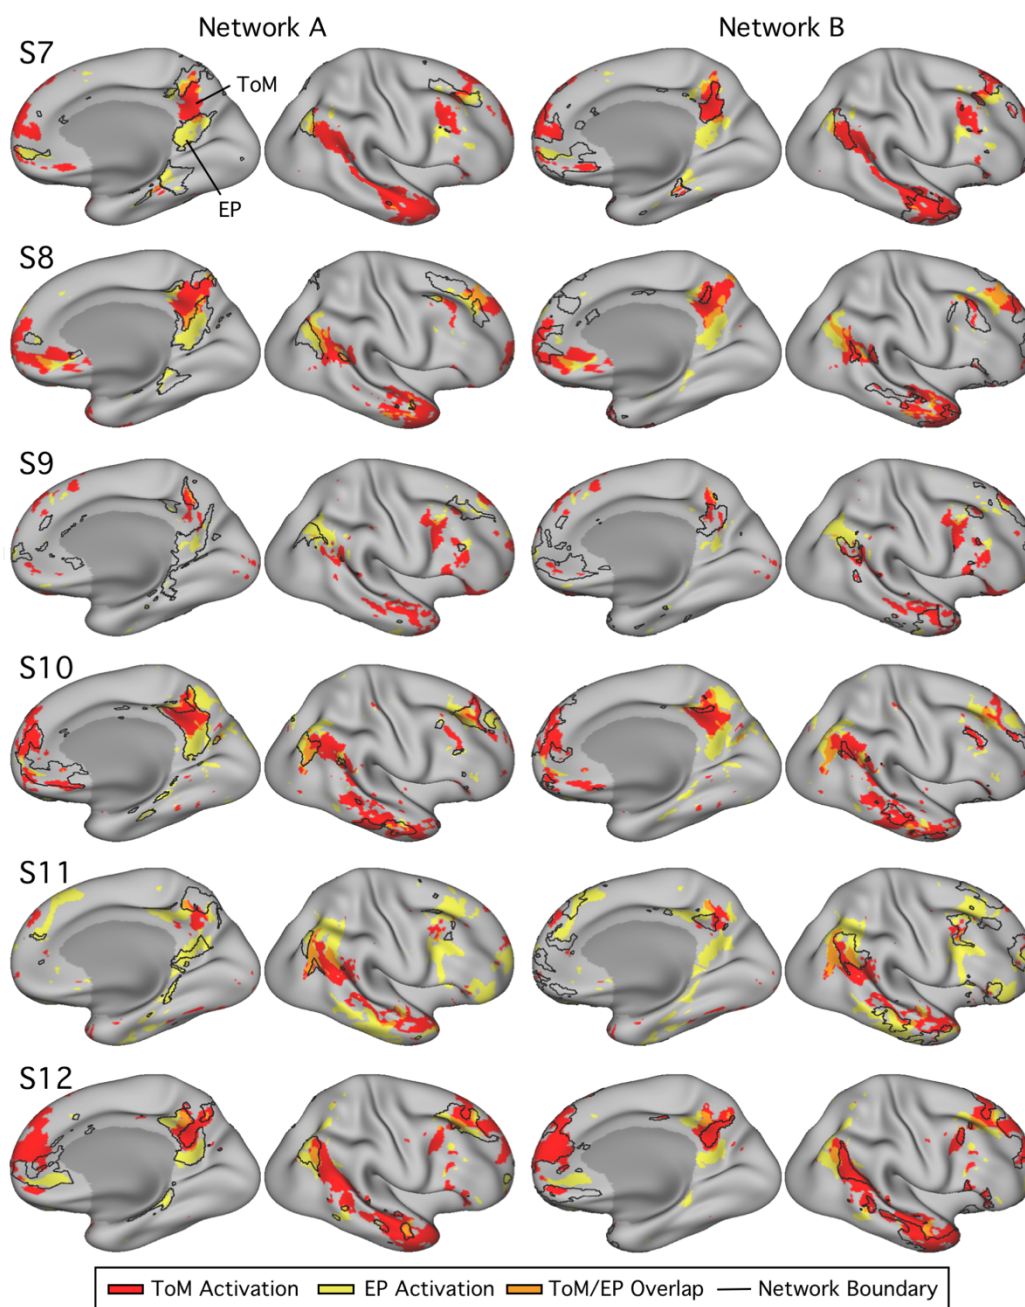 Network A Network B
S7
ToM
EP
S8
S9
S10
S11
S12
ToM Activation EP Activation ToM/EP Overlap Network Boundary